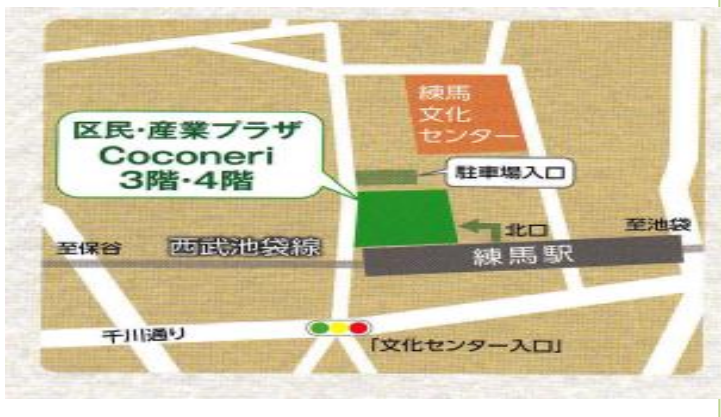 練馬
文化
センター
区民・産業プラザ
Coconeri
3階・4階
駐車場入口
北口
至池袋
至保谷
西武池袋線
練馬駅
千川通り
「文化センター入口」